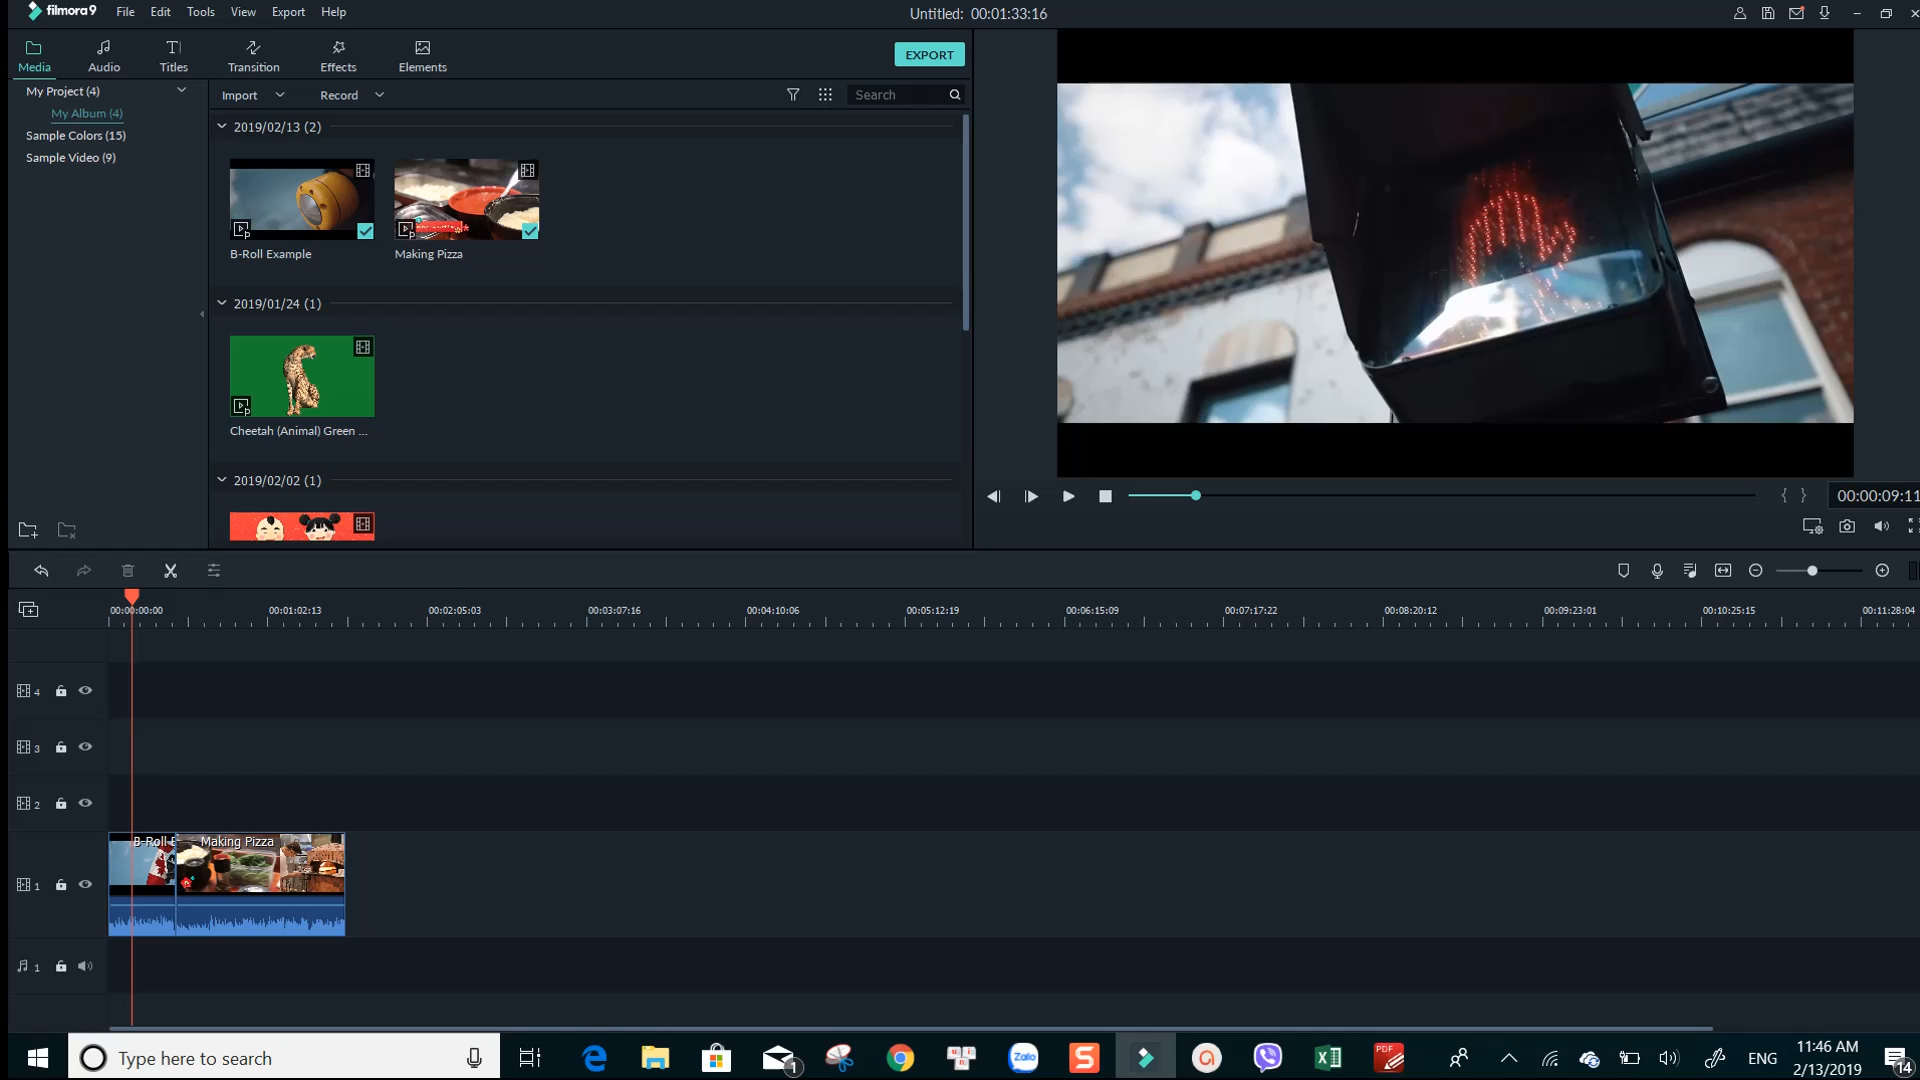 filmora9 File Edit Tools View Export Help Untitled: 00:01:33:16
Media Audio Titles Transition Effects Elements EXPORT
My Project (4)
My Album (4)
Sample Colors (15)
Sample Video (9)
Import Record Search
2019/02/13 (2)
B-Roll Example Making Pizza
2019/01/24 (1)
Cheetah (Animal) Green ...
2019/02/02 (1)
00:00:09:11
00:00:00:00 00:01:02:13 00:02:05:03 00:03:07:16 00:04:10:06 00:05:12:19 00:06:15:09 00:07:17:22 00:08:20:12 00:09:23:01 00:10:25:15 00:11:28:04
4
3
2
B-Roll E Making Pizza
1
1
Type here to search 1 Zalo PDF ENG 11:46 AM
2/13/2019 14